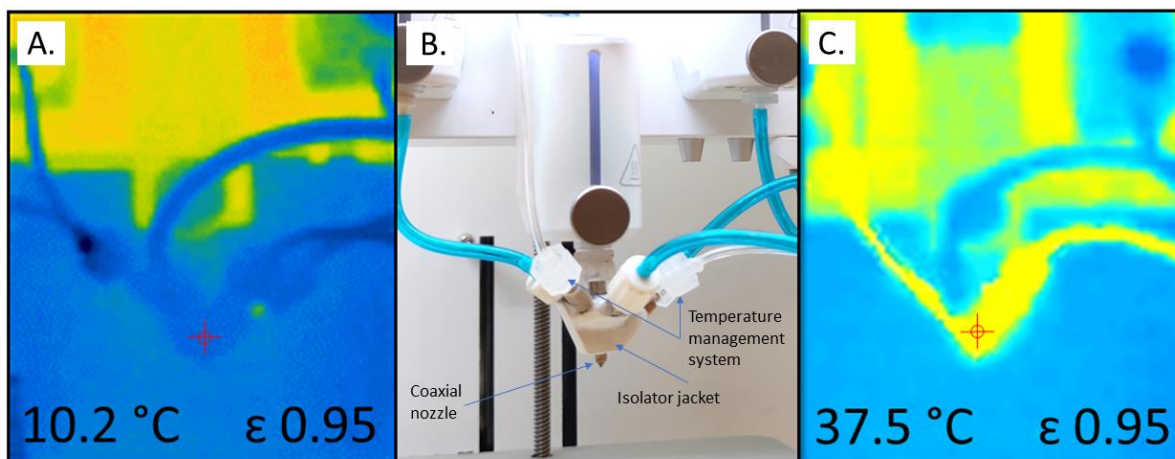 A.
10.2 °C ε 0.95
B.
Temperature
management
system
Coaxial
nozzle
Isolator jacket
C.
37.5 °C ε 0.95